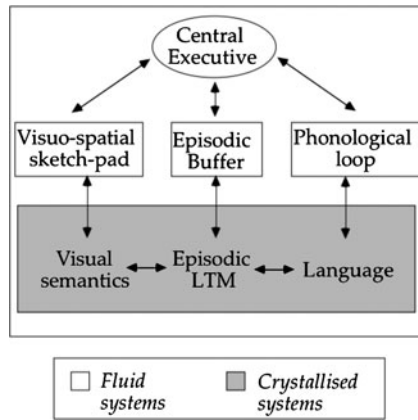 Central
Executive
Visuo-spatial
sketch-pad
Episodic
Buffer
Phonological
loop
Visual
semantics
Episodic
LTM
Language
Fluid
systems
Crystallised
systems